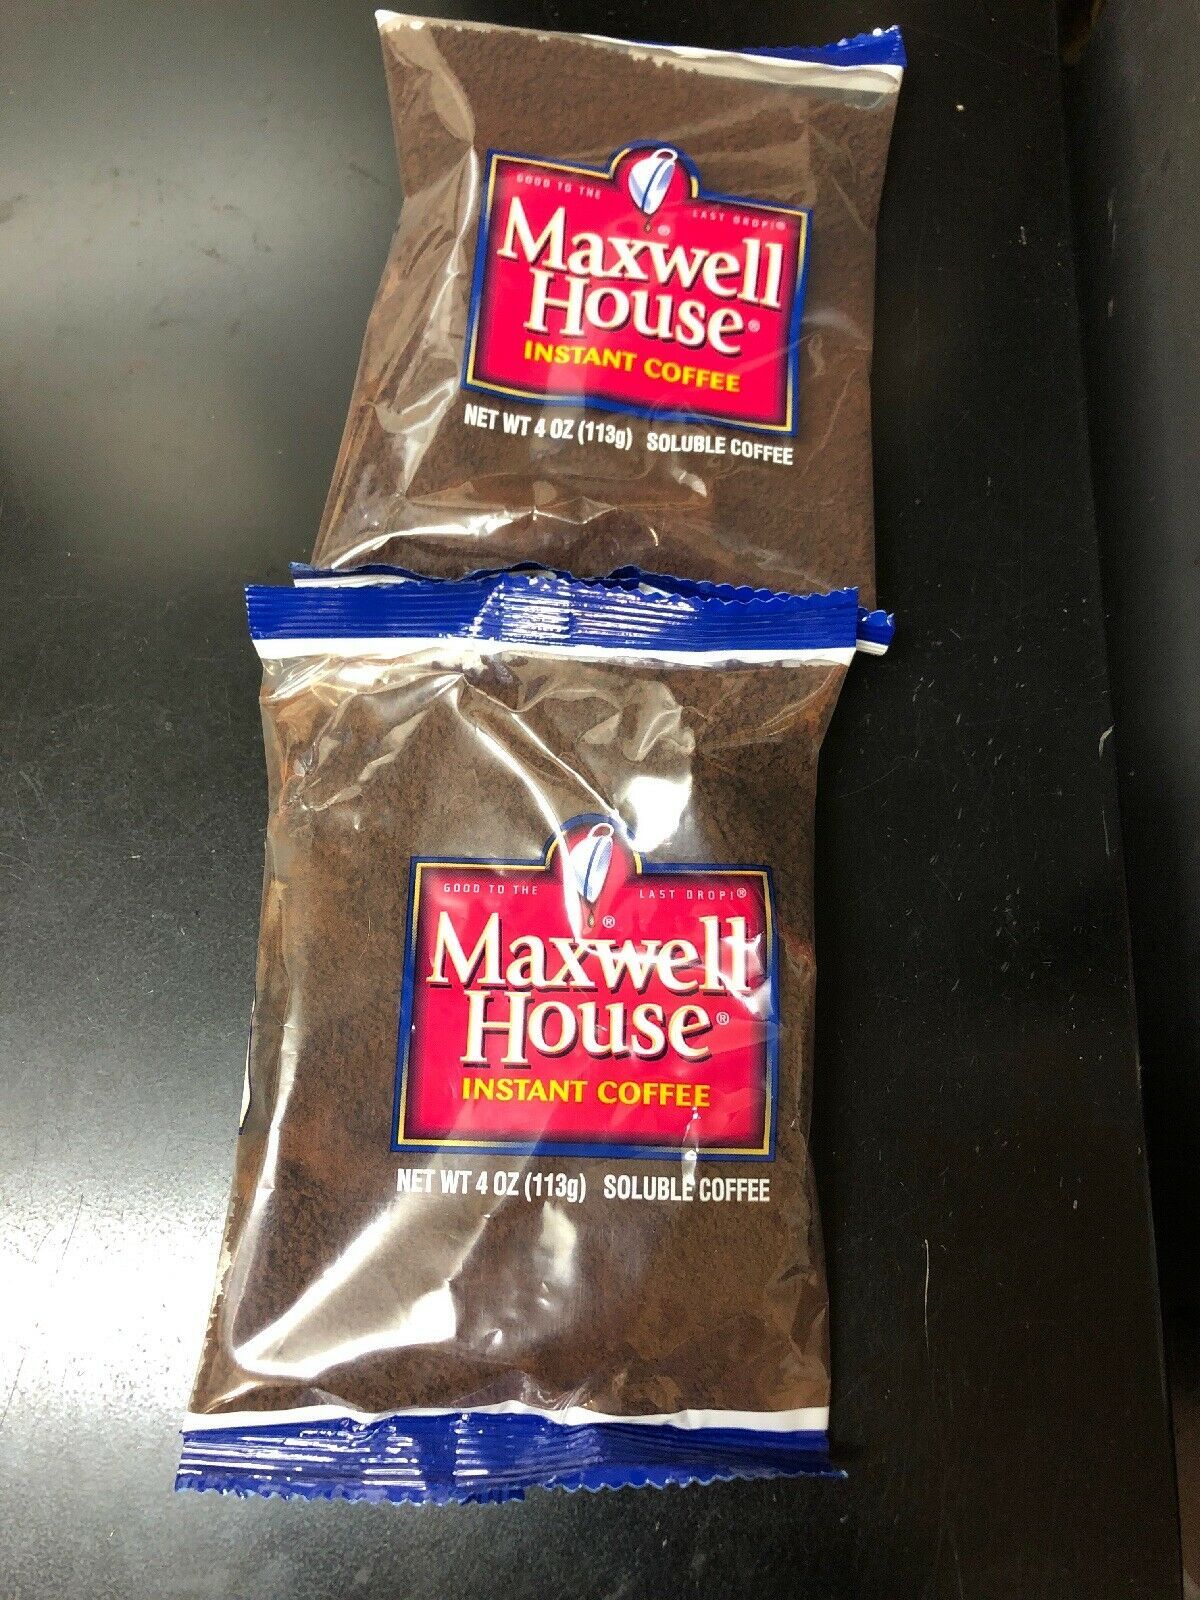 GOOD TO THE LAST DROP!®
Maxwell
House®
INSTANT COFFEE
NET WT 4 OZ (113g) SOLUBLE COFFEE
GOOD TO THE LAST DROP!®
®
Maxwell
House®
INSTANT COFFEE
NET WT 4 OZ (113g) SOLUBLE COFFEE